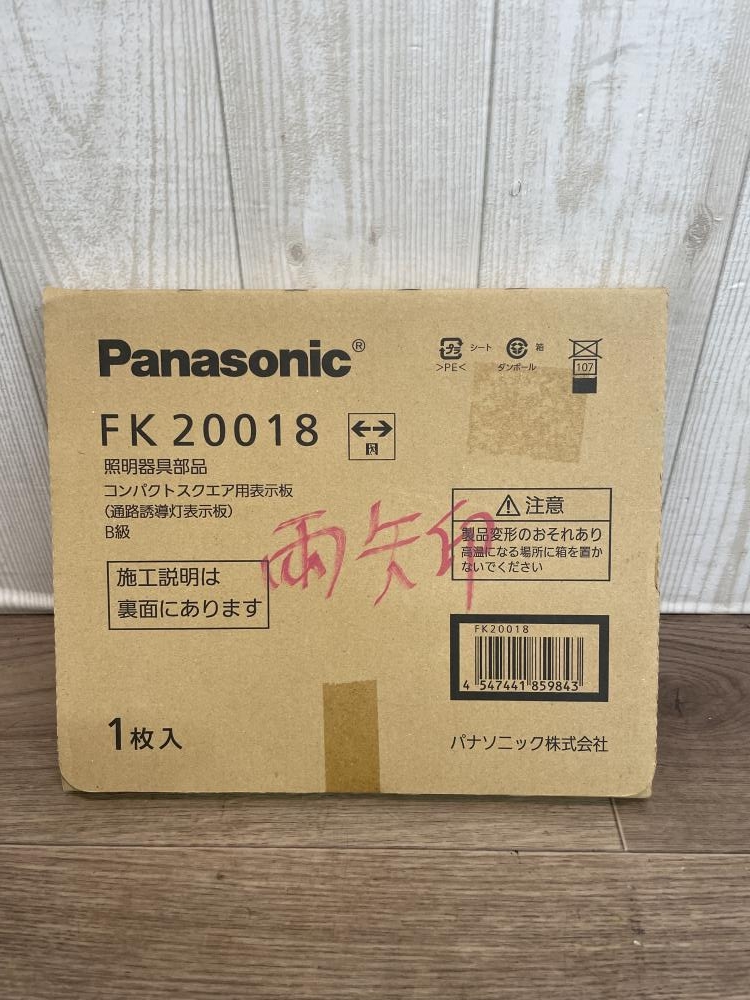 Panasonic®
FK20018
照明器具部品
コンパクトスクエア用表示板
(通路誘導灯表示板)
B級
施工説明は
裏面にあります
1枚入
プラ シート 箱
>PE< ダンボール
107
両矢印
注意
製品変形のおそれあり
高温になる場所に箱を置か
ないでください
FK20018
4 547441 859843
パナソニック株式会社